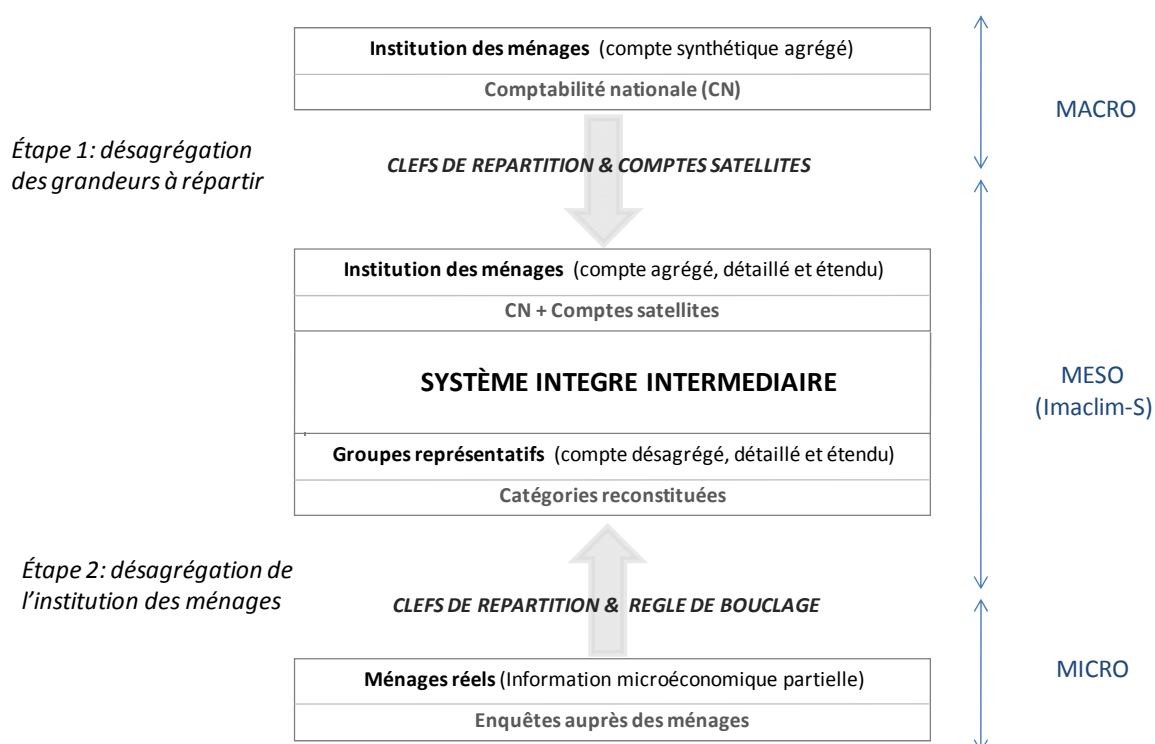 Institution des ménages (compte synthétique agrégé)
Comptabilité nationale (CN)
MACRO
Étape 1: désagrégation
des grandeurs à répartir
CLEFS DE REPARTITION & COMPTES SATELLITES
Institution des ménages (compte agrégé, détaillé et étendu)
CN + Comptes satellites
SYSTÈME INTEGRE INTERMEDIAIRE
MESO
(Imaclim-S)
Groupes représentatifs (compte désagrégé, détaillé et étendu)
Catégories reconstituées
Étape 2: désagrégation de
l'institution des ménages
CLEFS DE REPARTITION & REGLE DE BOUCLAGE
Ménages réels (Information microéconomique partielle)
Enquêtes auprès des ménages
MICRO